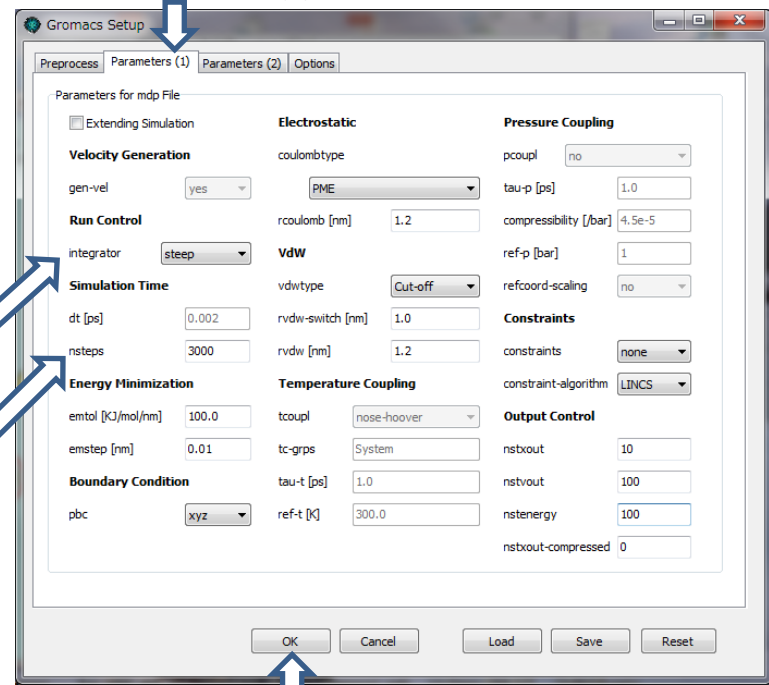 Gromacs Setup
Preprocess Parameters (1) Parameters (2) Options
Parameters for mdp File
Extending Simulation
Velocity Generation
gen-vel yes
Run Control
integrator steep
Simulation Time
dt [ps] 0.002
nsteps 3000
Energy Minimization
emtol [KJ/mol/nm] 100.0
emstep [nm] 0.01
Boundary Condition
pbc xyz
Electrostatic
coulombtype
PME
rcoulomb [nm] 1.2
VdW
vdwtype Cut-off
rvdw-switch [nm] 1.0
rvdw [nm] 1.2
Temperature Coupling
tcoupl nose-hoover
tc-grps System
tau-t [ps] 1.0
ref-t [K] 300.0
Pressure Coupling
pcoupl no
tau-p [ps] 1.0
compressibility [/bar] 4.5e-5
ref-p [bar] 1
refcoord-scaling no
Constraints
constraints none
constraint-algorithm LINCS
Output Control
nstxout 10
nstvout 100
nstenergy 100
nstxout-compressed 0
OK Cancel Load Save Reset